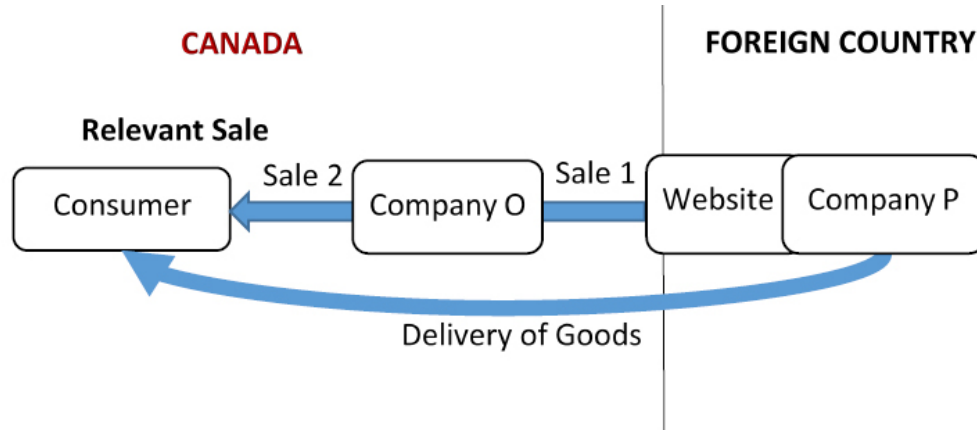 CANADA
FOREIGN COUNTRY
Relevant Sale
Consumer
Sale 2
Company O
Sale 1
Website
Company P
Delivery of Goods